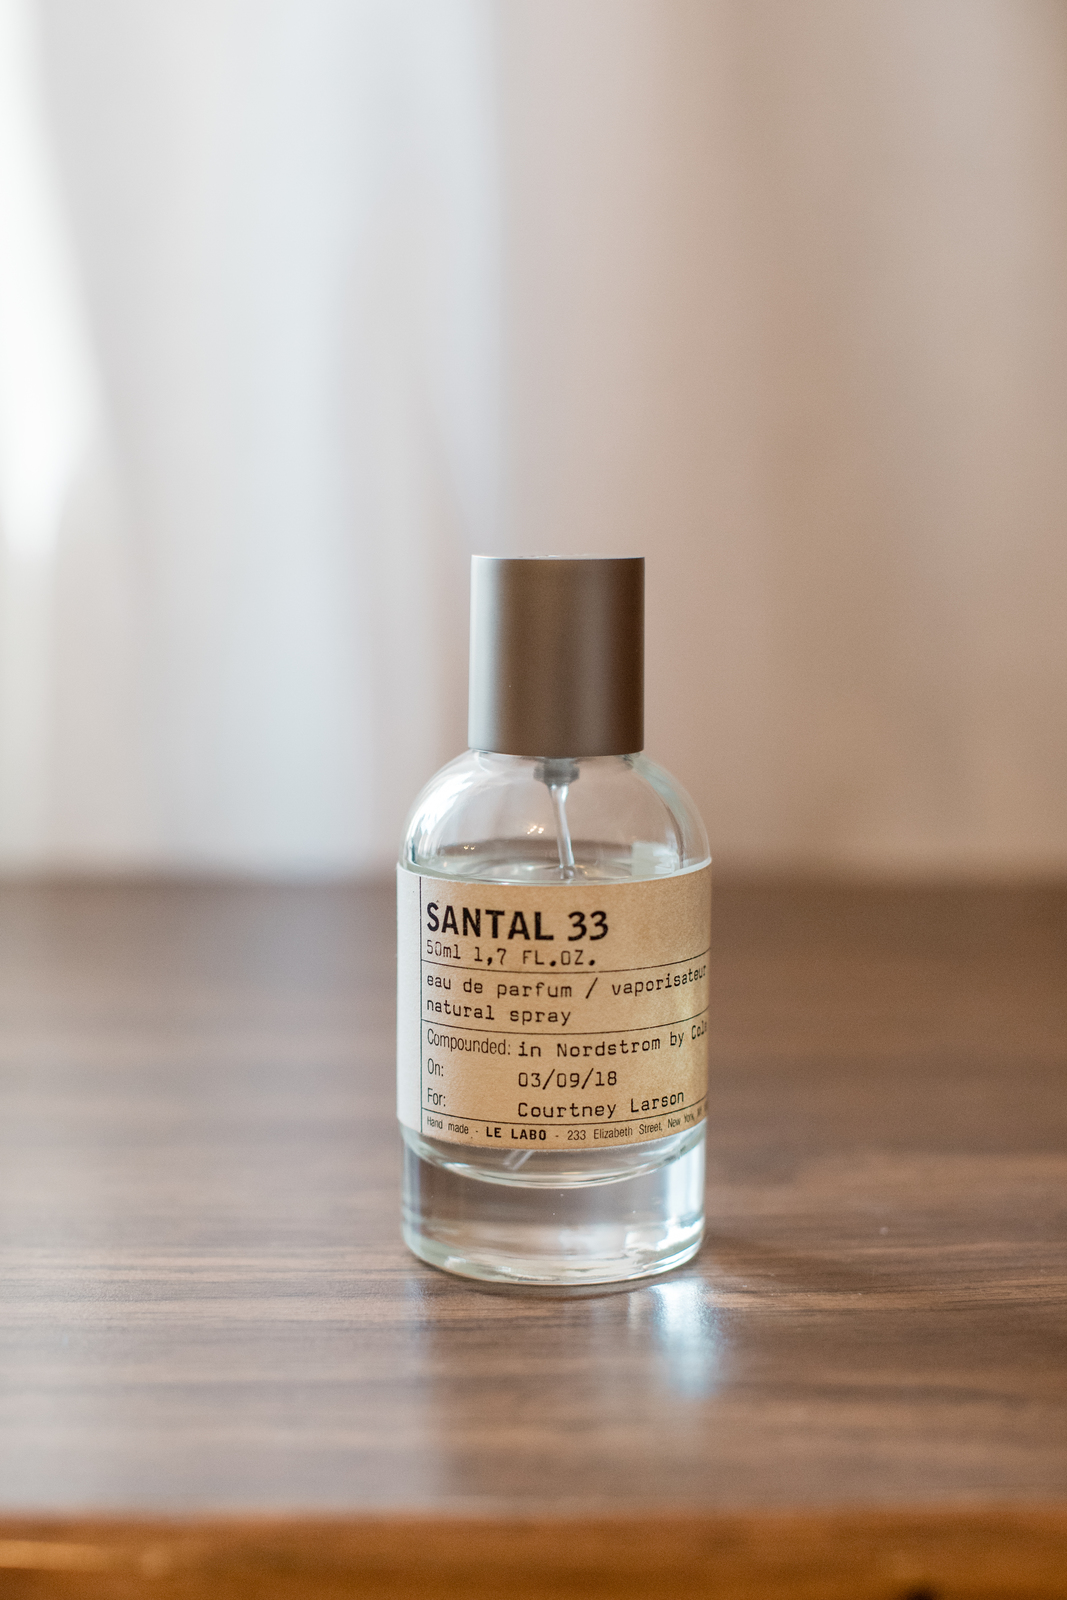 SANTAL 33
50ml 1,7 FL.OZ.
eau de parfum / vaporisateur
natural spray
Compounded: in Nordstrom by
On: 03/09/18
For: Courtney Larson
Hand made - LE LABO - 233 Elizabeth Street, New York,